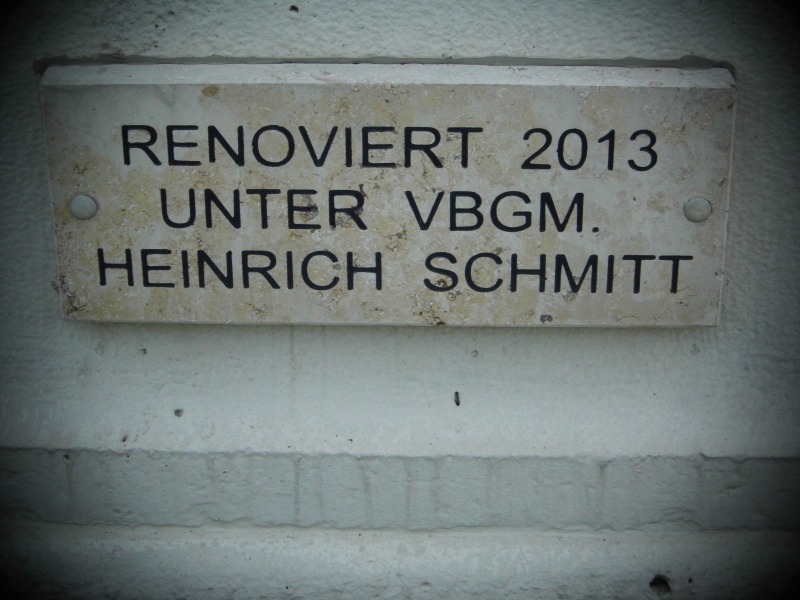 RENOVIERT 2013
UNTER VBGM.
HEINRICH SCHMITT